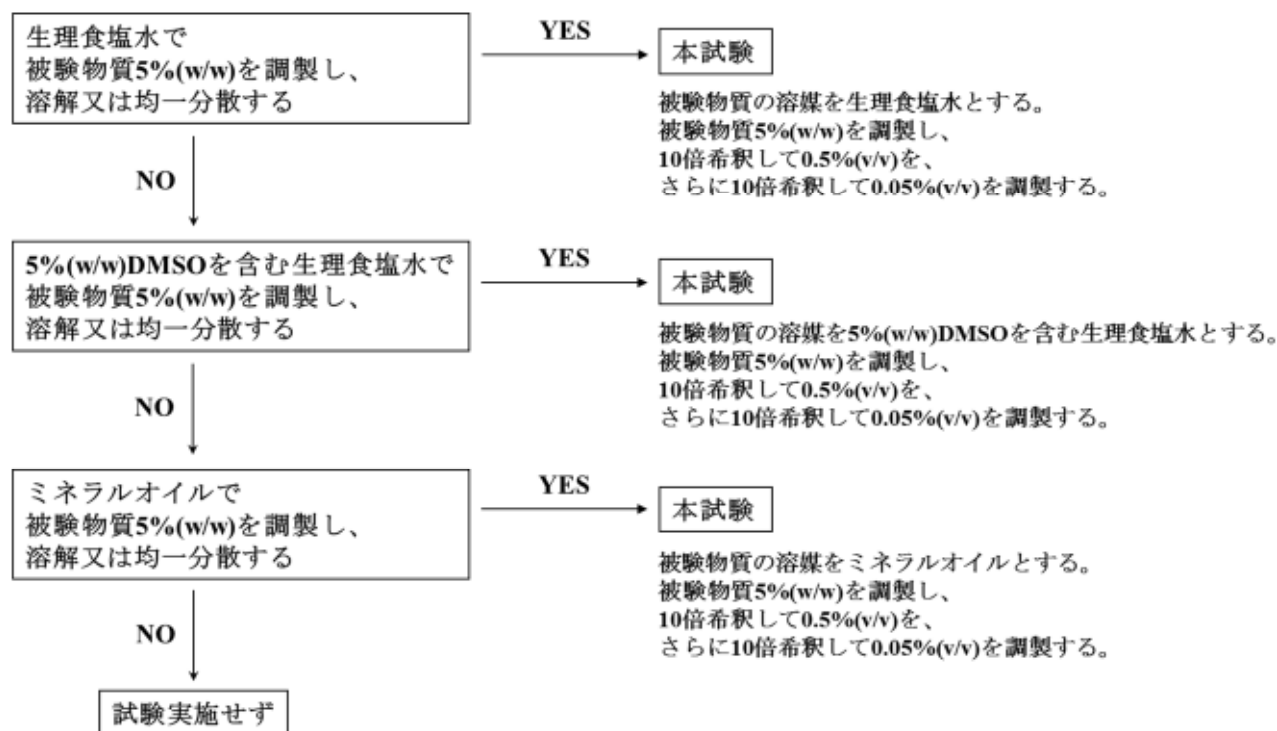 生理食塩水で
被験物質5%(w/w)を調製し、
溶解又は均一分散する
YES
本試験
被験物質の溶媒を生理食塩水とする。
被験物質5%(w/w)を調製し、
10倍希釈して0.5%(v/v)を、
さらに10倍希釈して0.05%(v/v)を調製する。
NO
5%(w/w)DMSOを含む生理食塩水で
被験物質5%(w/w)を調製し、
溶解又は均一分散する
YES
本試験
被験物質の溶媒を5%(w/w)DMSOを含む生理食塩水とする。
被験物質5%(w/w)を調製し、
10倍希釈して0.5%(v/v)を、
さらに10倍希釈して0.05%(v/v)を調製する。
NO
ミネラルオイルで
被験物質5%(w/w)を調製し、
溶解又は均一分散する
YES
本試験
被験物質の溶媒をミネラルオイルとする。
被験物質5%(w/w)を調製し、
10倍希釈して0.5%(v/v)を、
さらに10倍希釈して0.05%(v/v)を調製する。
NO
試験実施せず